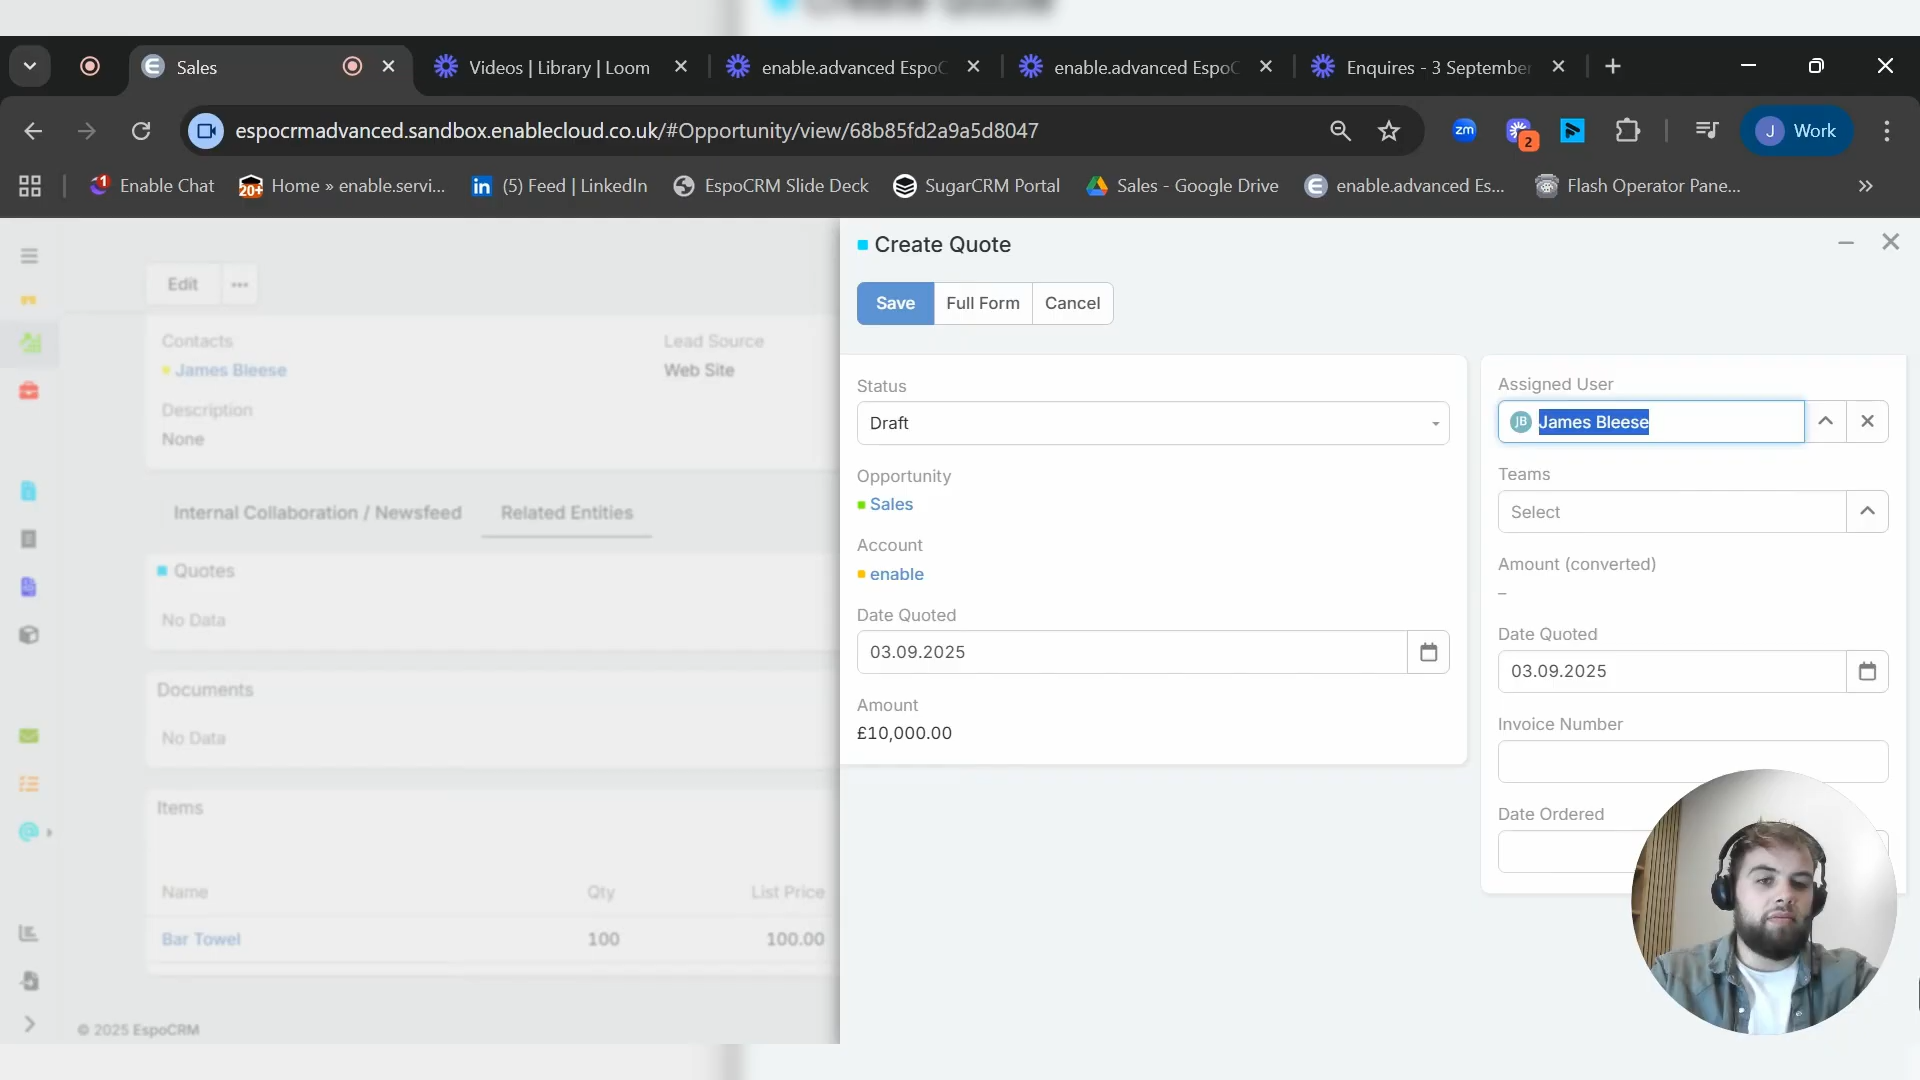 Sales
Videos | Library | Loom
enable.advanced EspoC
enable.advanced EspoC
Enquires - 3 September
espocrmadvanced.sandbox.enablecloud.co.uk/#Opportunity/view/68b85fd2a9a5d8047
zm
2
J Work
1 Enable Chat
20+ Home » enable.servi...
in (5) Feed | LinkedIn
EspoCRM Slide Deck
SugarCRM Portal
Sales - Google Drive
enable.advanced Es...
Flash Operator Pane...
Edit
Contacts
James Bleese
Lead Source
Web Site
Description
None
Internal Collaboration / Newsfeed
Related Entities
Quotes
No Data
Documents
No Data
Items
Name Qty List Price
Bar Towel 100 100.00
© 2025 EspoCRM
Create Quote
Save Full Form Cancel
Status
Draft
Opportunity
Sales
Account
enable
Date Quoted
03.09.2025
Amount
£10,000.00
Assigned User
JB James Bleese
Teams
Select
Amount (converted)
–
Date Quoted
03.09.2025
Invoice Number
Date Ordered